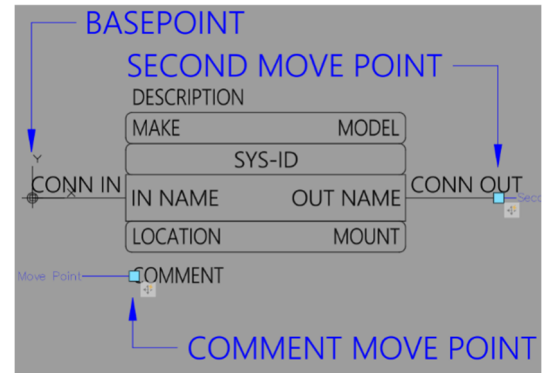 BASEPOINT
SECOND MOVE POINT
DESCRIPTION
MAKE MODEL
SYS-ID
Y
CONN IN X IN NAME OUT NAME CONN OUT
Seco
LOCATION MOUNT
Move Point COMMENT
COMMENT MOVE POINT